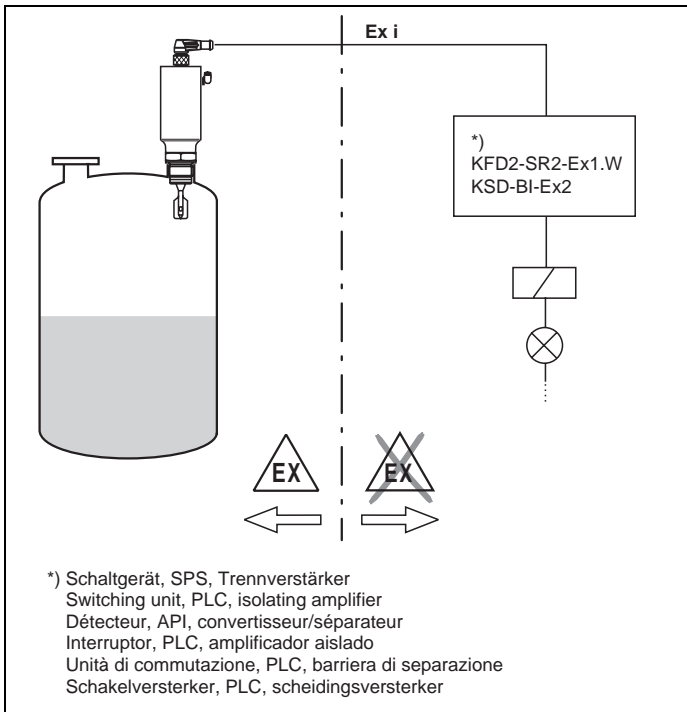 Ex i
*)
KFD2-SR2-Ex1.W
KSD-BI-Ex2
EX
EX
*) Schaltgerät, SPS, Trennverstärker
Switching unit, PLC, isolating amplifier
Détecteur, API, convertisseur/séparateur
Interruptor, PLC, amplificador aislado
Unità di commutazione, PLC, barriera di separazione
Schakelversterker, PLC, scheidingsversterker